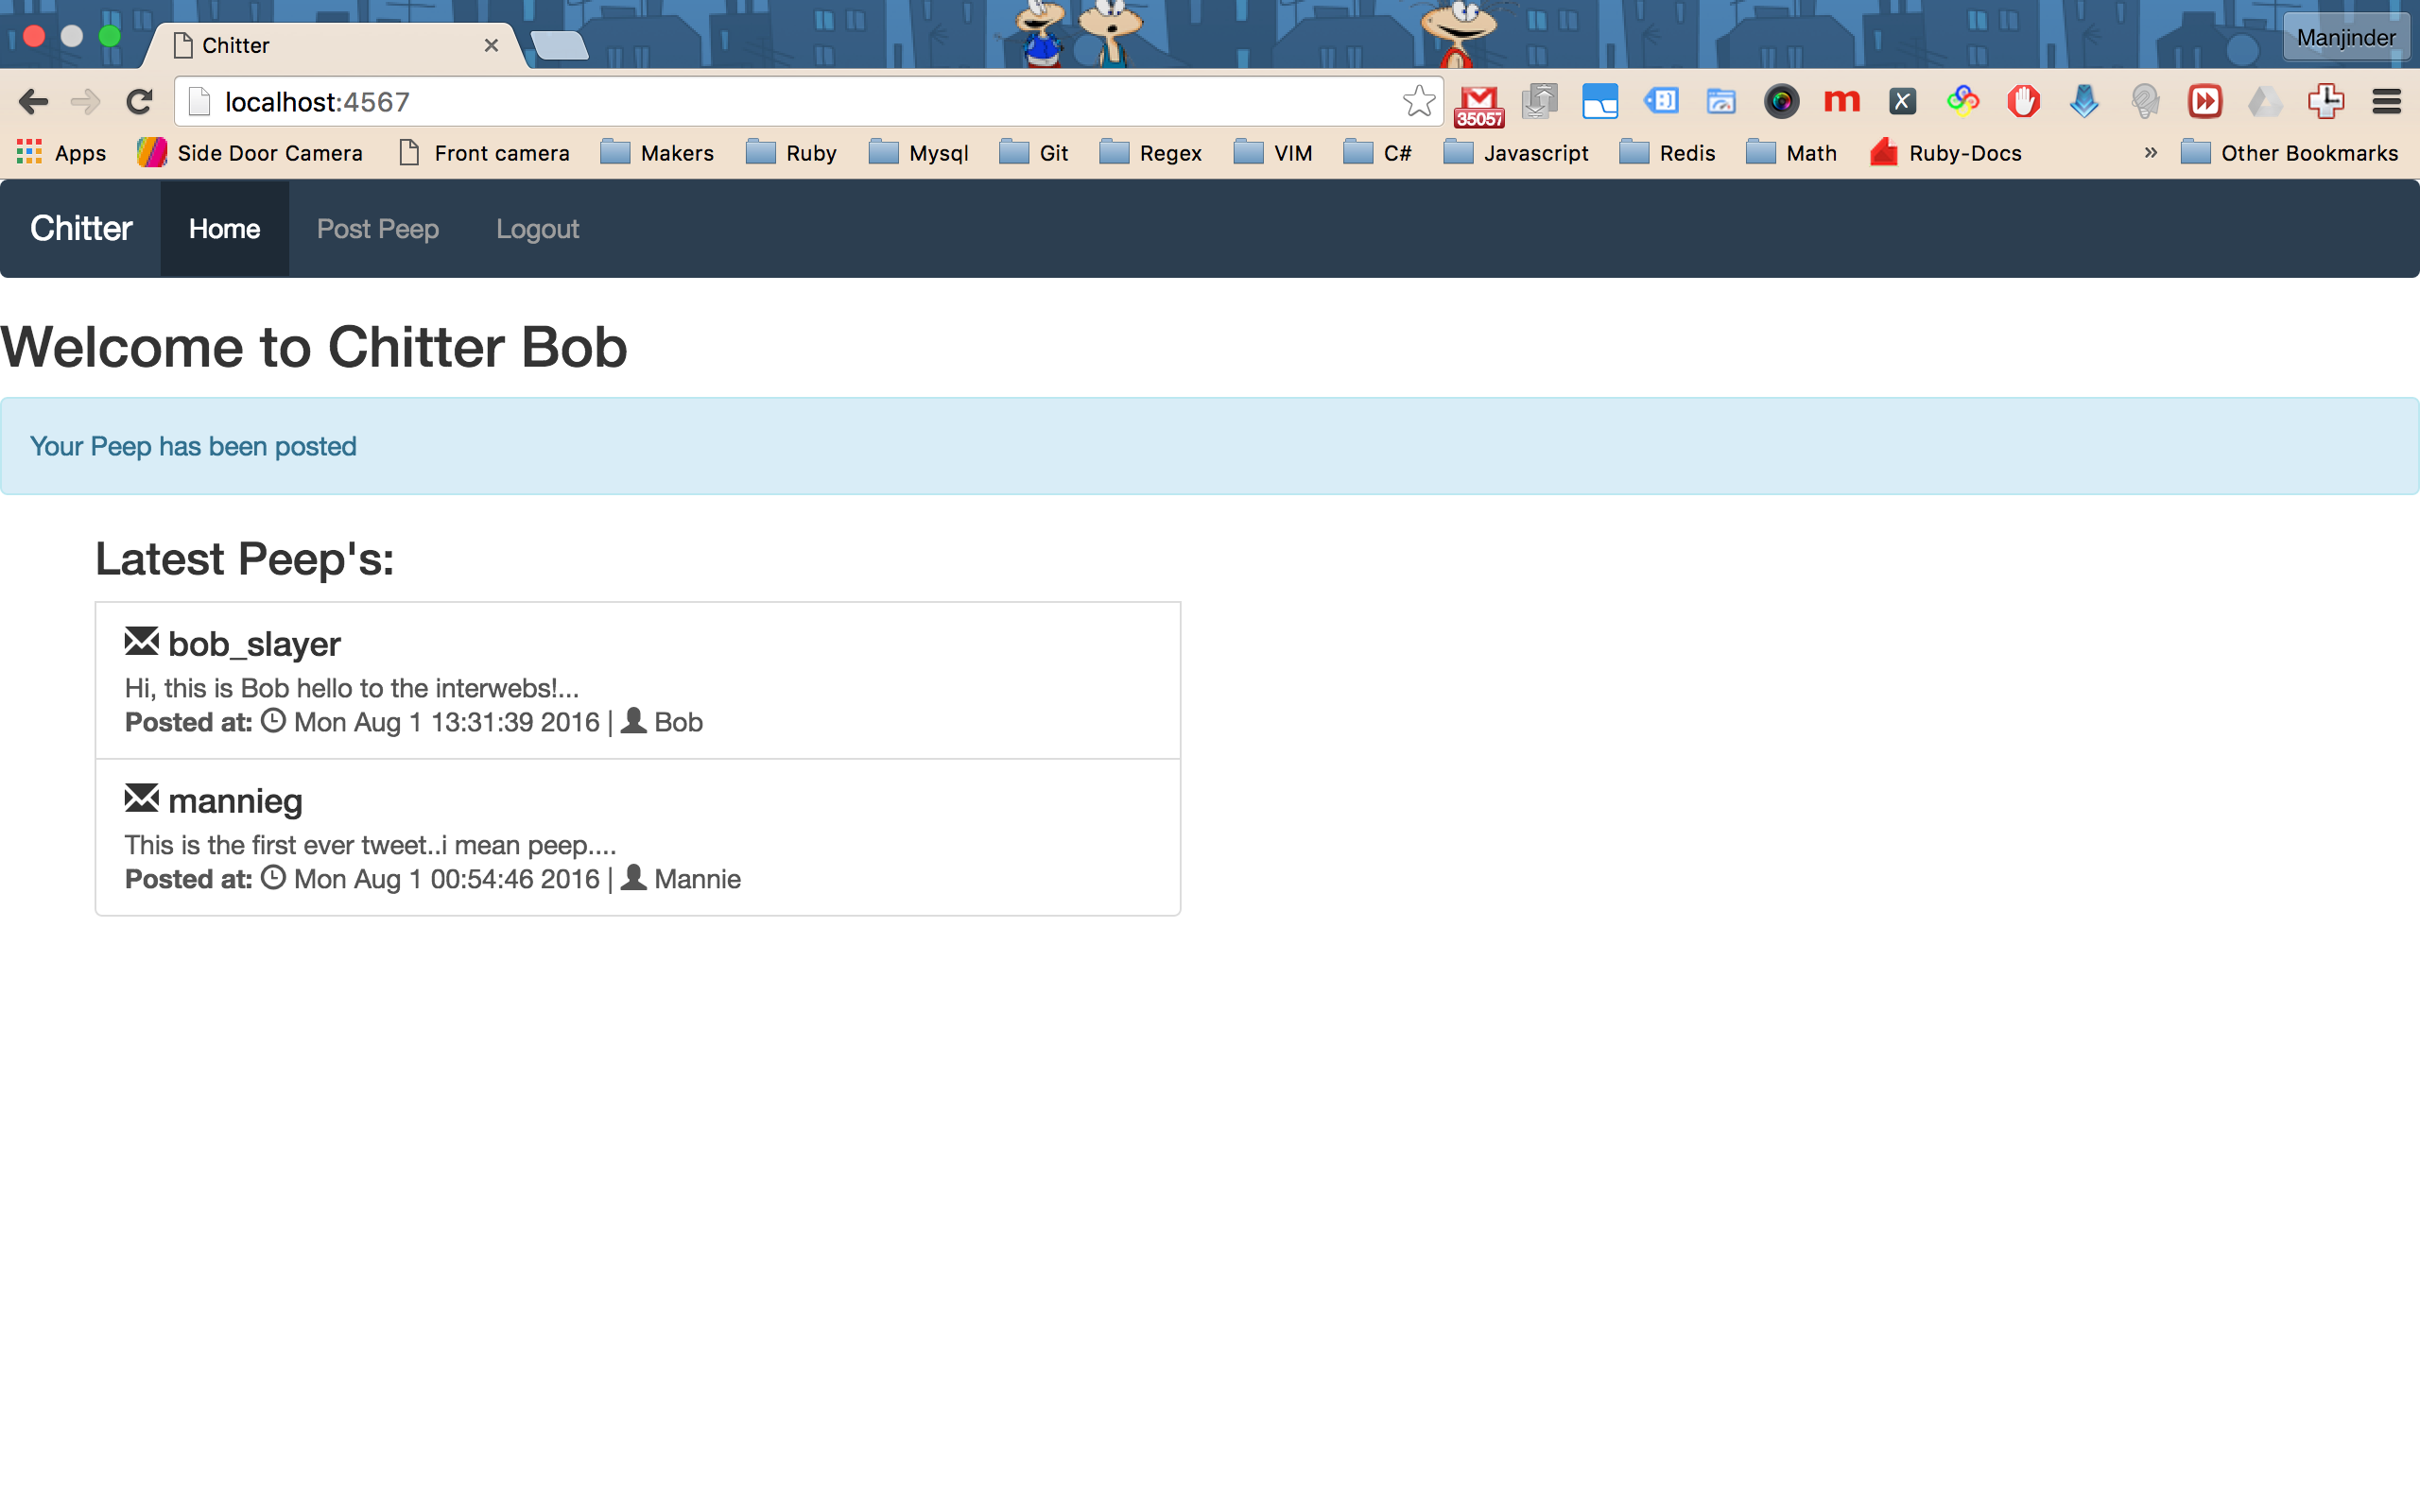 Chitter
Manjinder
localhost:4567
35057
Apps Side Door Camera Front camera Makers Ruby Mysql Git Regex VIM C# Javascript Redis Math Ruby-Docs » Other Bookmarks
Chitter Home Post Peep Logout
Welcome to Chitter Bob
Your Peep has been posted
Latest Peep's:
bob_slayer
Hi, this is Bob hello to the interwebs!...
Posted at: Mon Aug 1 13:31:39 2016 | Bob
mannieg
This is the first ever tweet..i mean peep....
Posted at: Mon Aug 1 00:54:46 2016 | Mannie